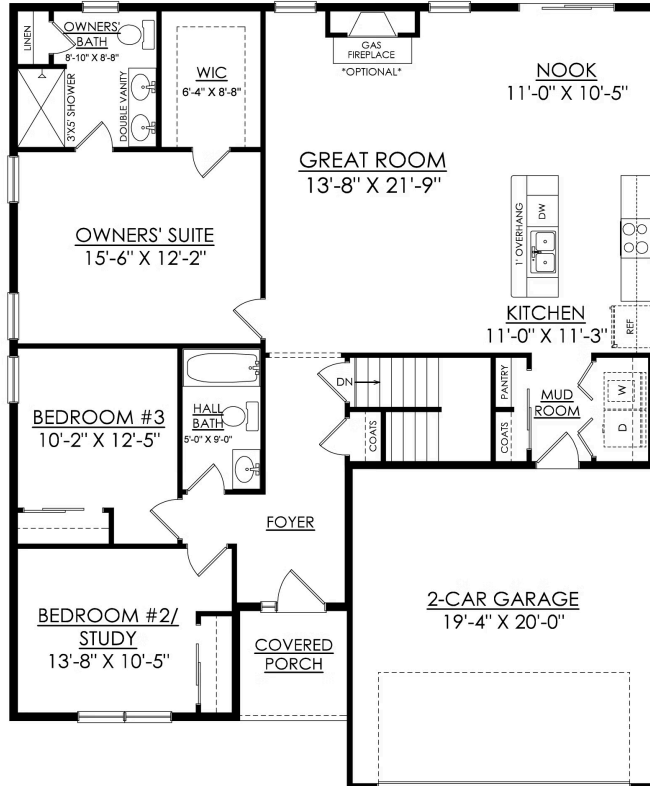 LINEN
OWNERS'
BATH
8'-10" X 8'-8"
3'X5' SHOWER
DOUBLE VANITY
WIC
6'-4" X 8'-8"
GAS
FIREPLACE
*OPTIONAL*
NOOK
11'-0" X 10'-5"
GREAT ROOM
13'-8" X 21'-9"
OWNERS' SUITE
15'-6" X 12'-2"
1' OVERHANG
DW
KITCHEN
11'-0" X 11'-3"
REF
BEDROOM #3
10'-2" X 12'-5"
HALL
BATH
5'-0" X 9'-0"
DN
COATS
PANTRY
COATS
MUD
ROOM
W
D
FOYER
BEDROOM #2/
STUDY
13'-8" X 10'-5"
COVERED
PORCH
2-CAR GARAGE
19'-4" X 20'-0"